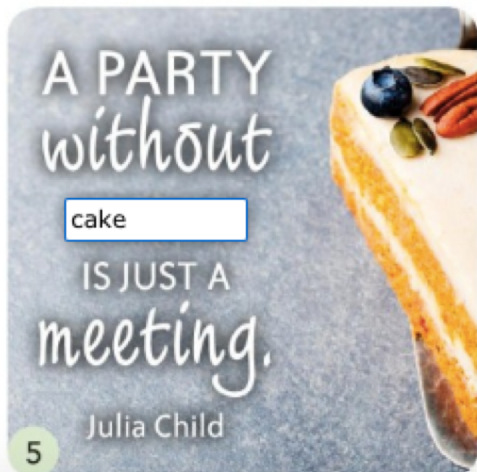 A PARTY
without
cake
IS JUST A
meeting.
Julia Child
5